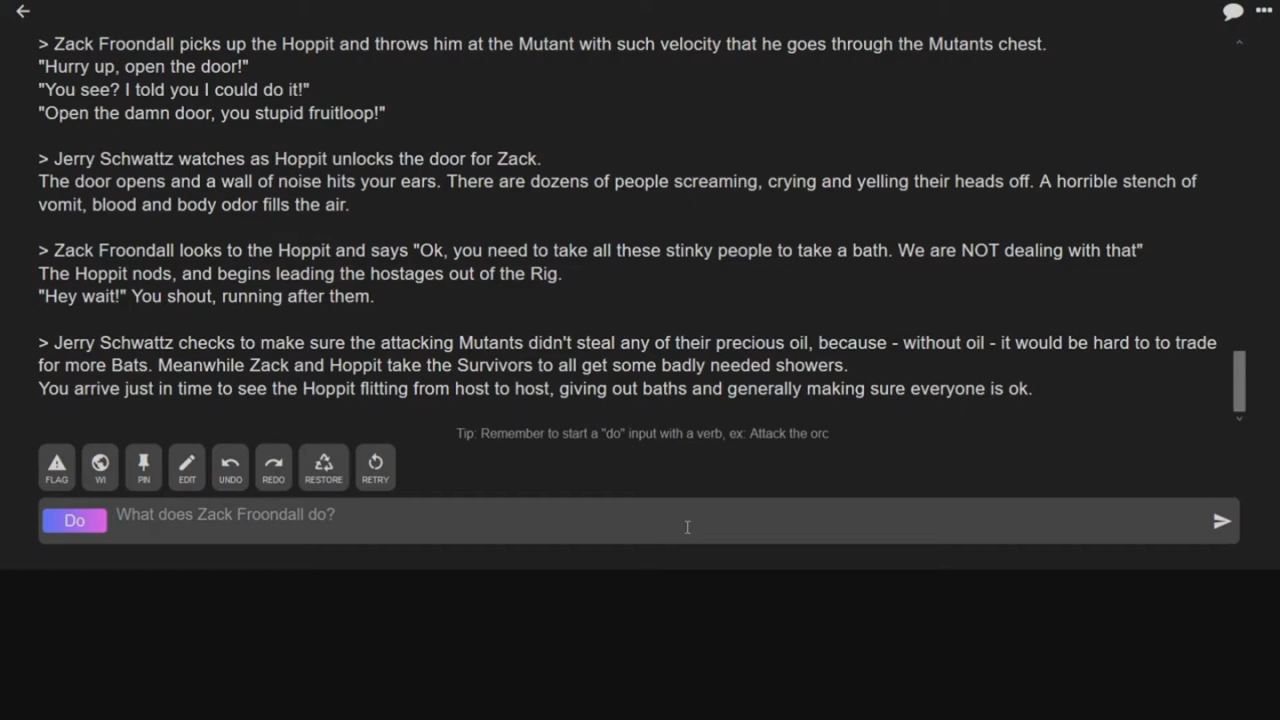 > Zack Froondall picks up the Hoppit and throws him at the Mutant with such velocity that he goes through the Mutants chest.
"Hurry up, open the door!"
"You see? I told you I could do it!"
"Open the damn door, you stupid fruitloop!"
> Jerry Schwattz watches as Hoppit unlocks the door for Zack.
The door opens and a wall of noise hits your ears. There are dozens of people screaming, crying and yelling their heads off. A horrible stench of
vomit, blood and body odor fills the air.
> Zack Froondall looks to the Hoppit and says "Ok, you need to take all these stinky people to take a bath. We are NOT dealing with that"
The Hoppit nods, and begins leading the hostages out of the Rig.
"Hey wait!" You shout, running after them.
> Jerry Schwattz checks to make sure the attacking Mutants didn't steal any of their precious oil, because - without oil - it would be hard to to trade
for more Bats. Meanwhile Zack and Hoppit take the Survivors to all get some badly needed showers.
You arrive just in time to see the Hoppit flitting from host to host, giving out baths and generally making sure everyone is ok.
Tip: Remember to start a "do" input with a verb, ex: Attack the orc
FLAG WI PIN EDIT UNDO REDO RESTORE RETRY
Do What does Zack Froondall do?